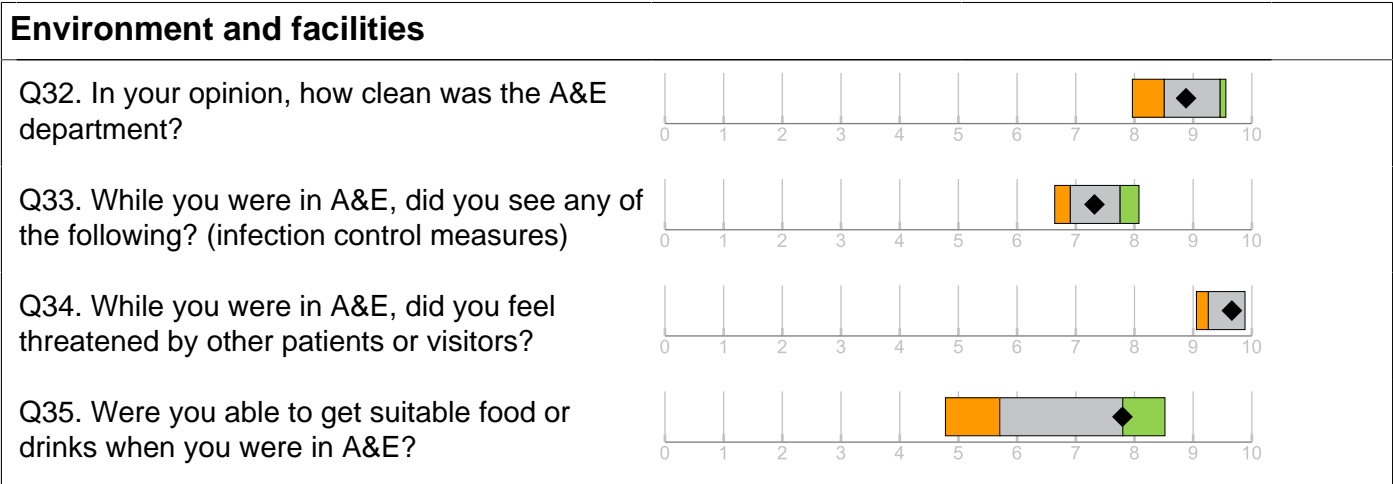 Environment and facilities
Q32. In your opinion, how clean was the A&E
department?
0 1 2 3 4 5 6 7 8 9 10
Q33. While you were in A&E, did you see any of
the following? (infection control measures)
0 1 2 3 4 5 6 7 8 9 10
Q34. While you were in A&E, did you feel
threatened by other patients or visitors?
0 1 2 3 4 5 6 7 8 9 10
Q35. Were you able to get suitable food or
drinks when you were in A&E?
0 1 2 3 4 5 6 7 8 9 10